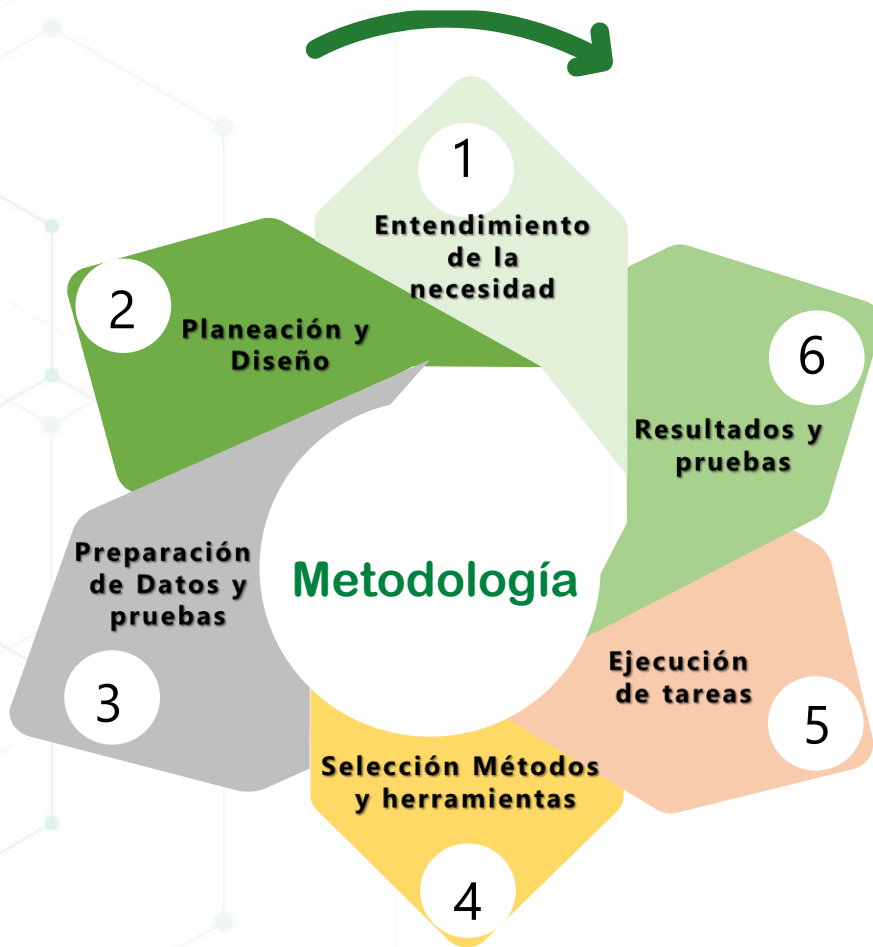 1
Entendimiento
de la
necesidad
2
Planeación y
Diseño
3
Preparación
de Datos y
pruebas
4
Selección Métodos
y herramientas
5
Ejecución
de tareas
6
Resultados y
pruebas
Metodología